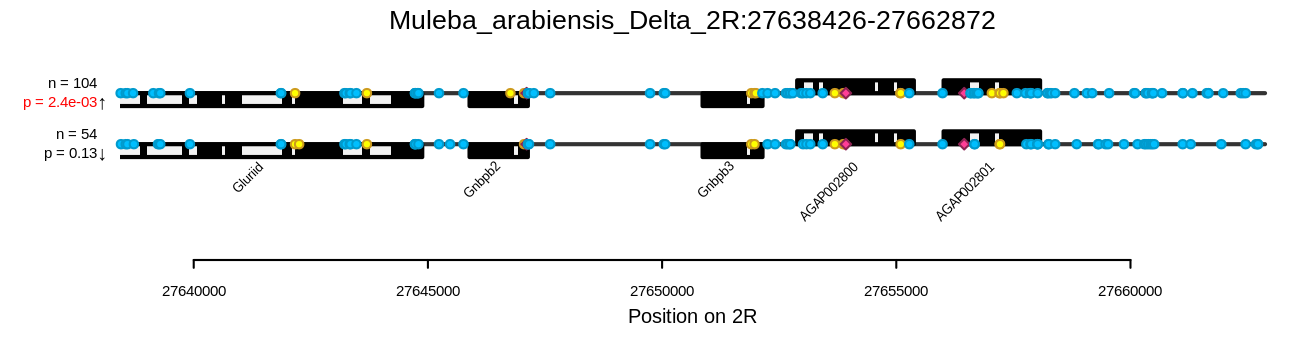 Muleba_arabiensis_Delta_2R:27638426-27662872
n = 104
p = 2.4e-03↑
n = 54
p = 0.13↓
Gluriid
Gnbpb2
Gnbpb3
AGAP002800
AGAP002801
27640000
27645000
27650000
27655000
27660000
Position on 2R